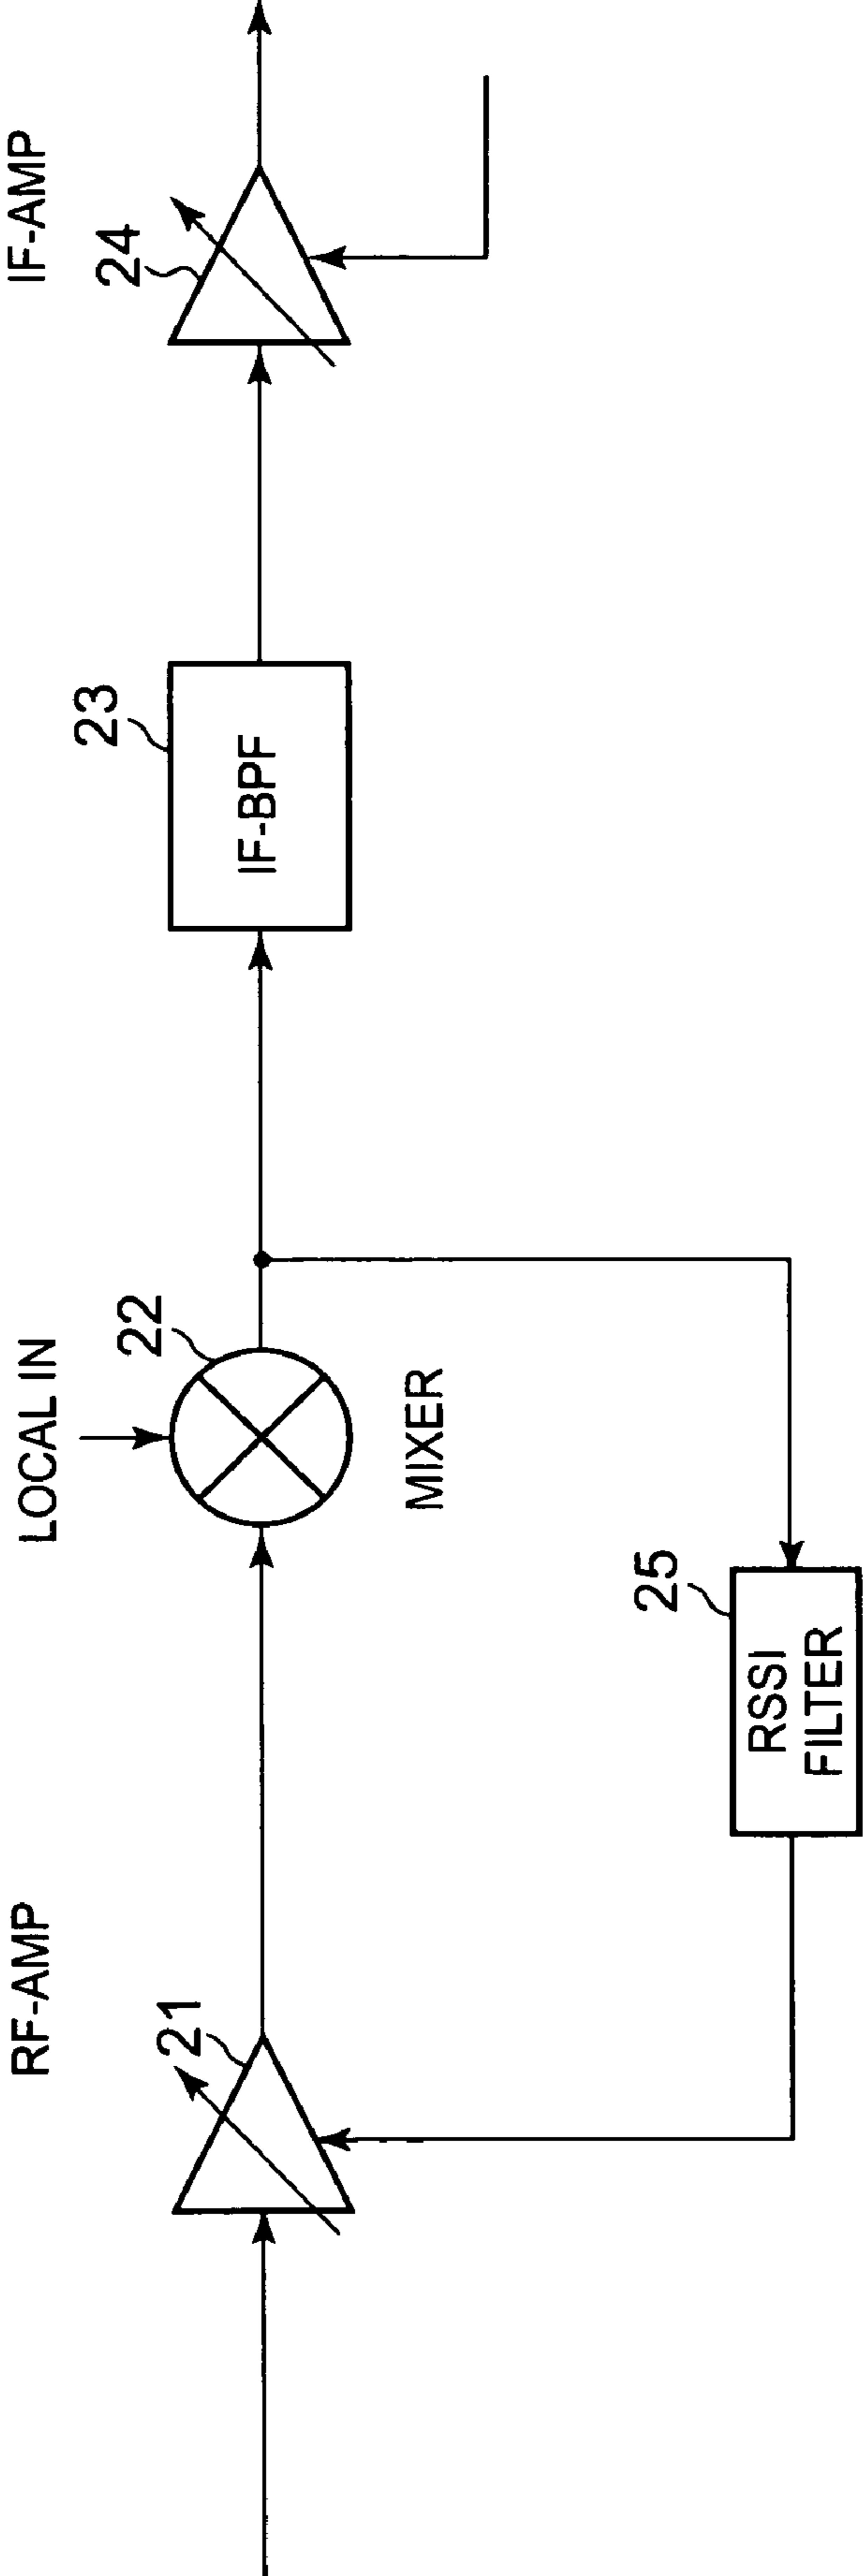 RF-AMP
21
LOCAL IN
22
MIXER
23
IF-BPF
IF-AMP
24
25
RSSI
FILTER